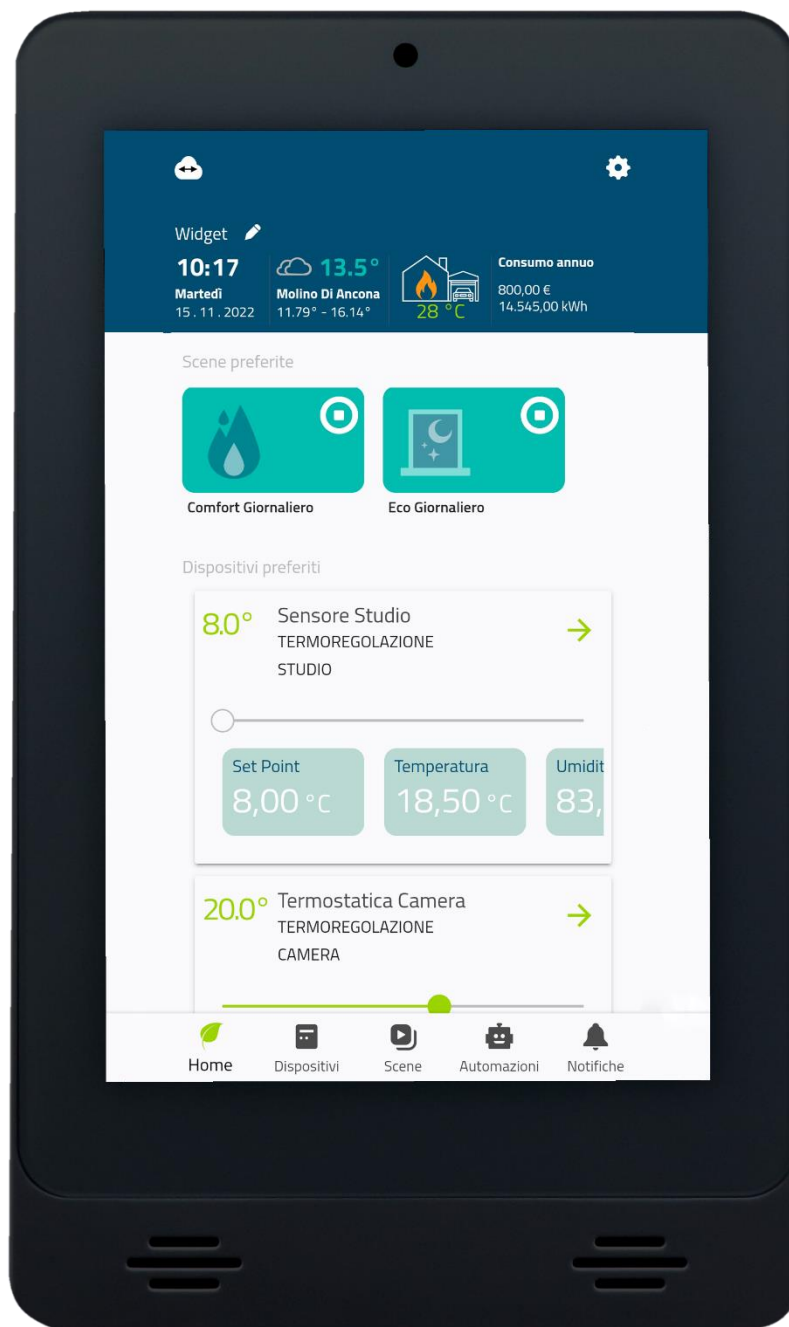 Widget
10:17
Martedì
15 . 11 . 2022
13.5°
Molino Di Ancona
11.79° - 16.14°
28 °C
Consumo annuo
800,00 €
14.545,00 kWh
Scene preferite
Comfort Giornaliero
Eco Giornaliero
Dispositivi preferiti
8.0°
Sensore Studio
TERMOREGOLAZIONE
STUDIO
Set Point
8,00 °C
Temperatura
18,50 °C
Umidit
83,
20.0°
Termostatica Camera
TERMOREGOLAZIONE
CAMERA
Home
Dispositivi
Scene
Automazioni
Notifiche